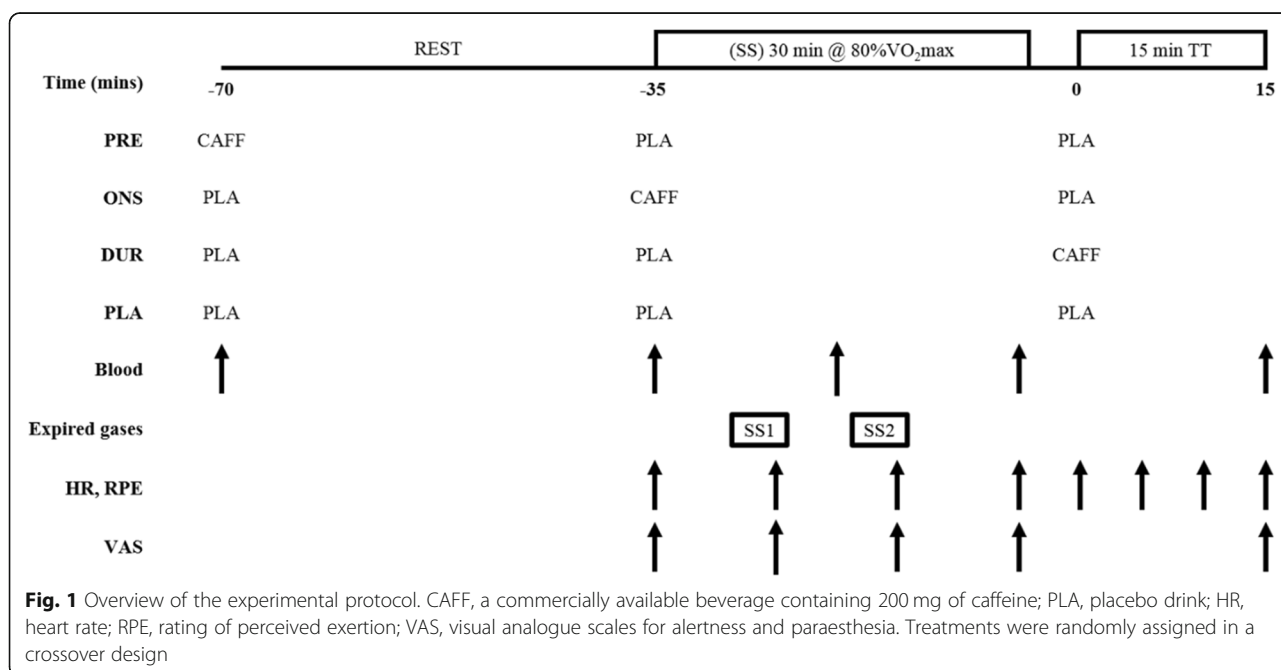 REST (SS) 30 min @ 80%VO₂max 15 min TT
Time (mins) -70 -35 0 15
PRE CAFF PLA PLA
ONS PLA CAFF PLA
DUR PLA PLA CAFF
PLA PLA PLA PLA
Blood
Expired gases SS1 SS2
HR, RPE
VAS
Fig. 1 Overview of the experimental protocol. CAFF, a commercially available beverage containing 200 mg of caffeine; PLA, placebo drink; HR,
heart rate; RPE, rating of perceived exertion; VAS, visual analogue scales for alertness and paraesthesia. Treatments were randomly assigned in a
crossover design